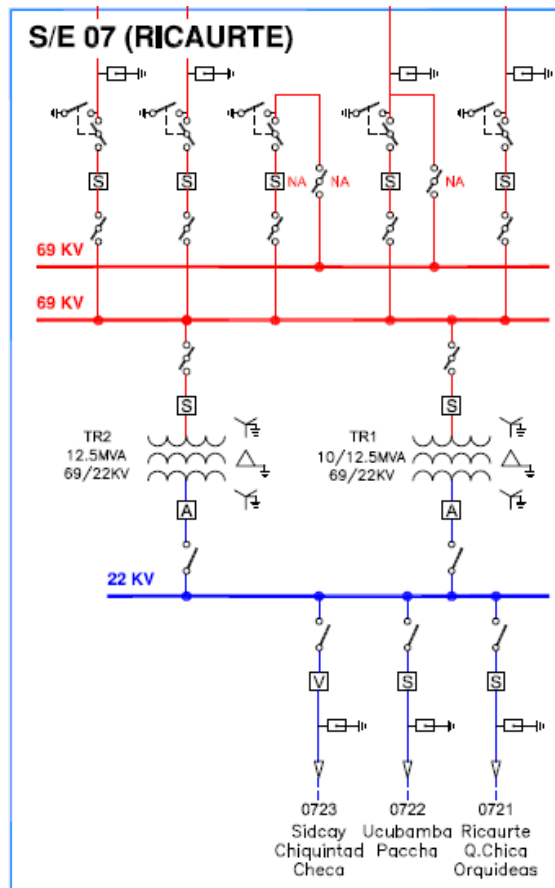 S/E 07 (RICAURTE)
S
S
S
NA
NA
S
NA
S
69 KV
69 KV
S
S
TR2
12.5MVA
69/22KV
TR1
10/12.5MVA
69/22KV
A
A
22 KV
V
S
S
0723
Sidcay
Chiquintad
Checa
0722
Ucubamba
Paccha
0721
Ricaurte
Q.Chica
Orquideas